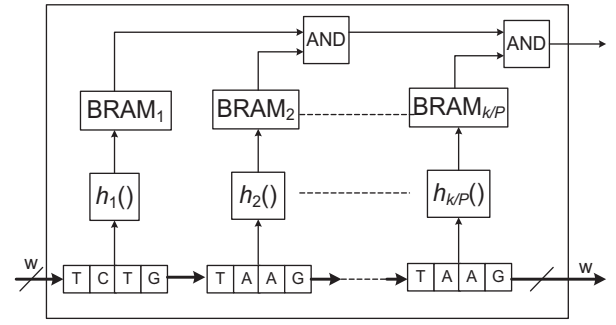 AND
AND
BRAM₁
BRAM₂
BRAMₖ/P
h₁()
h₂()
hₖ/P()
w
T C T G
T A A G
T A A G
w